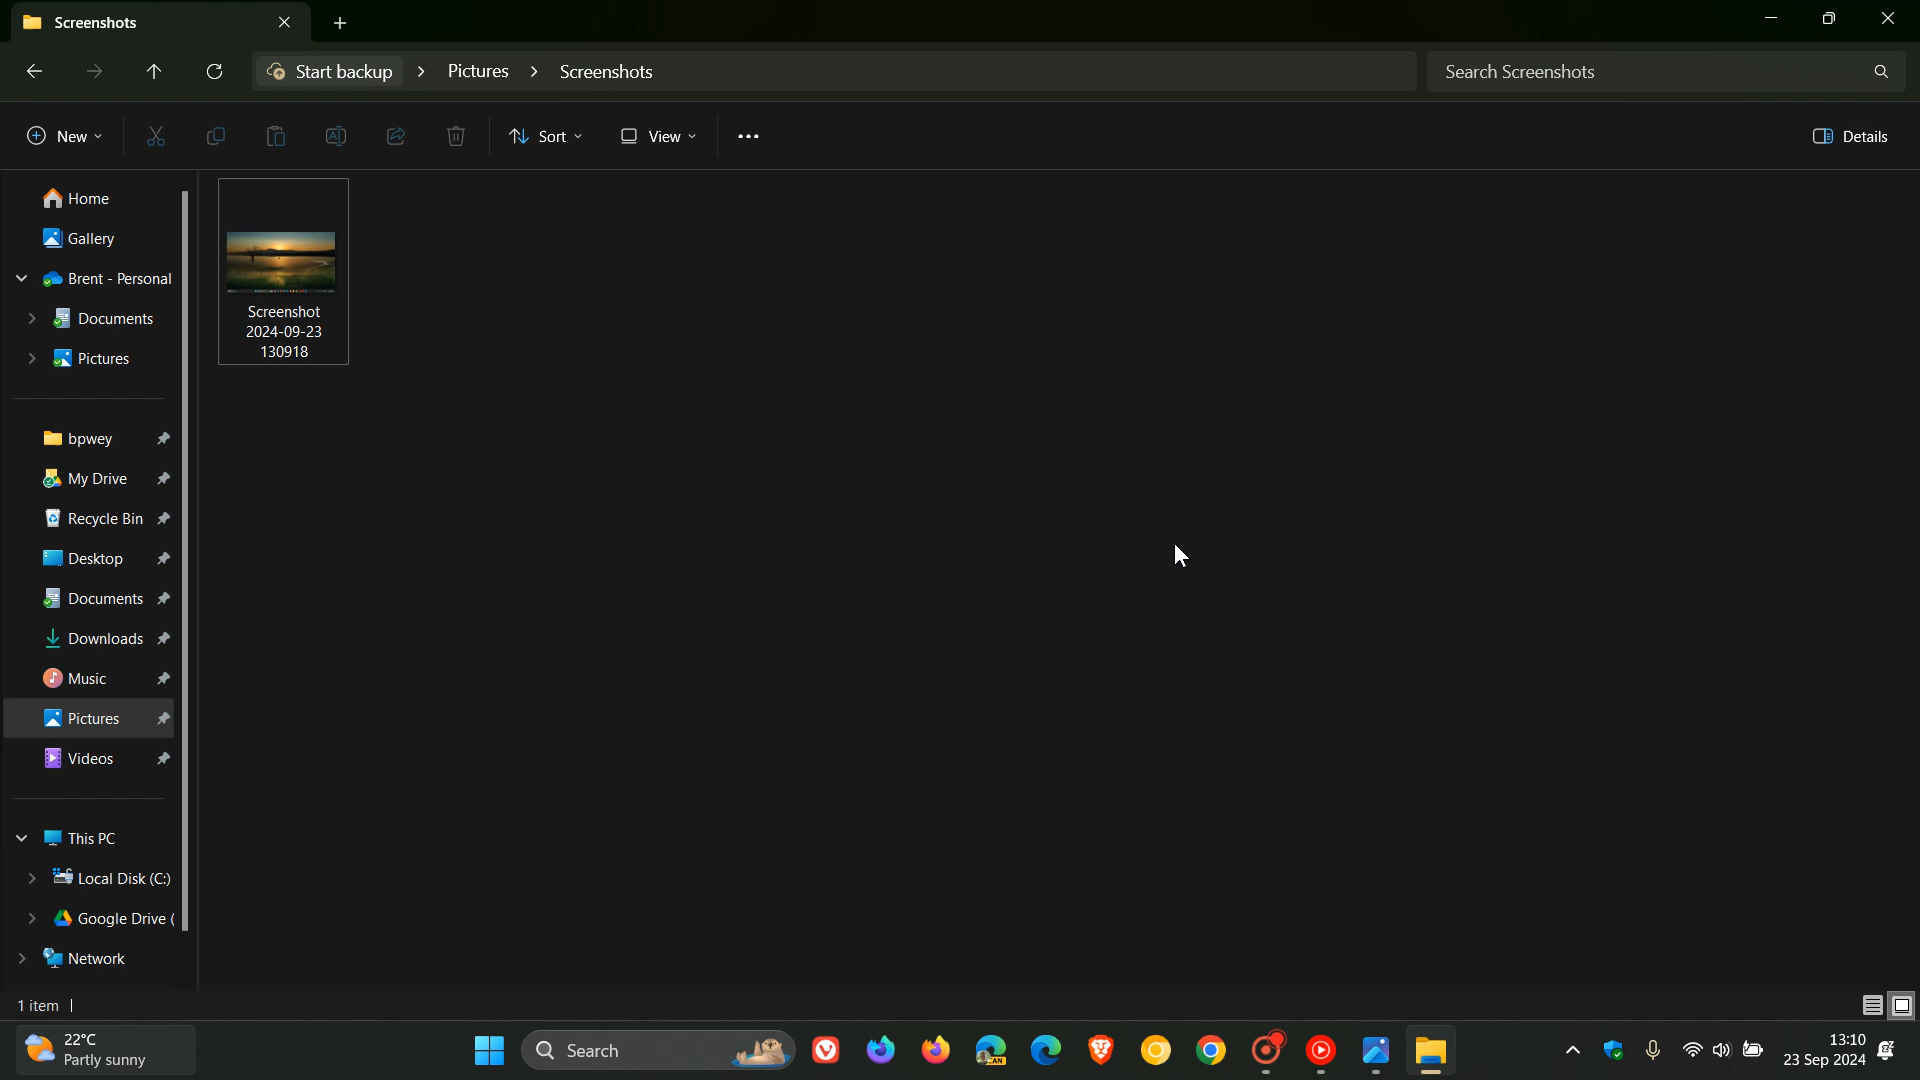 Screenshots
Start backup > Pictures > Screenshots
Search Screenshots
New
Sort
View
Details
Home
Gallery
Brent - Personal
Documents
Pictures
bpwey
My Drive
Recycle Bin
Desktop
Documents
Downloads
Music
Pictures
Videos
This PC
Local Disk (C:)
Google Drive (
Network
Screenshot
2024-09-23
130918
1 item
22°C
Partly sunny
Search
CAN
13:10
23 Sep 2024